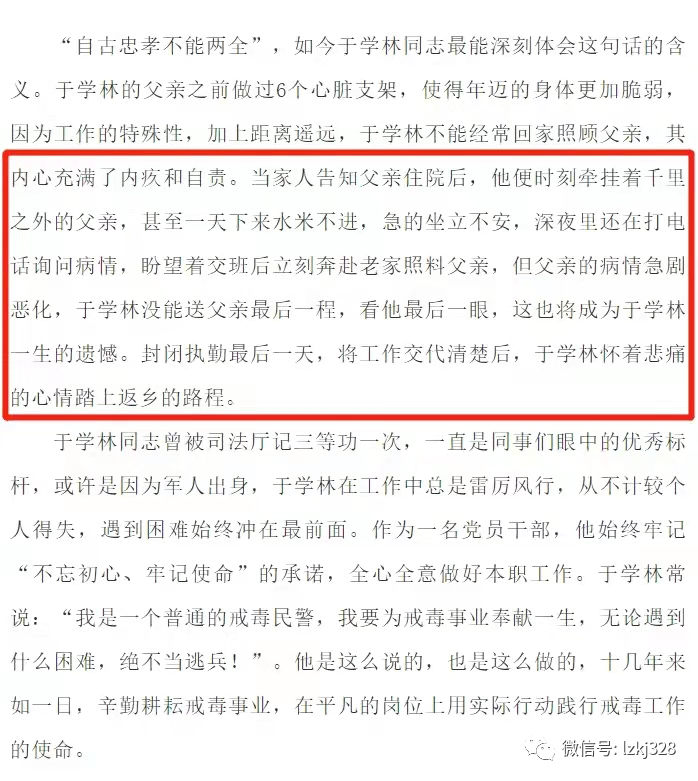 “自古忠孝不能两全”，如今于学林同志最能深刻体会这句话的含
义。于学林的父亲之前做过6个心脏支架，使得年迈的身体更加脆弱，
因为工作的特殊性，加上距离遥远，于学林不能经常回家照顾父亲，其
内心充满了内疚和自责。当家人告知父亲住院后，他便时刻牵挂着千里
之外的父亲，甚至一天下来水米不进，急的坐立不安，深夜里还在打电
话询问病情，盼望着交班后立刻奔赴老家照料父亲，但父亲的病情急剧
恶化，于学林没能送父亲最后一程，看他最后一眼，这也将成为于学林
一生的遗憾。封闭执勤最后一天，将工作交代清楚后，于学林怀着悲痛
的心情踏上返乡的路程。
于学林同志曾被司法厅记三等功一次，一直是同事们眼中的优秀标
杆，或许是因为军人出身，于学林在工作中总是雷厉风行，从不计较个
人得失，遇到困难始终冲在最前面。作为一名党员干部，他始终牢记
“不忘初心、牢记使命”的承诺，全心全意做好本职工作。于学林常
说：“我是一个普通的戒毒民警，我要为戒毒事业奉献一生，无论遇到
什么困难，绝不当逃兵！”。他是这么说的，也是这么做的，十几年来
如一日，辛勤耕耘戒毒事业，在平凡的岗位上用实际行动践行戒毒工作
的使命。
微信号: lzkj328